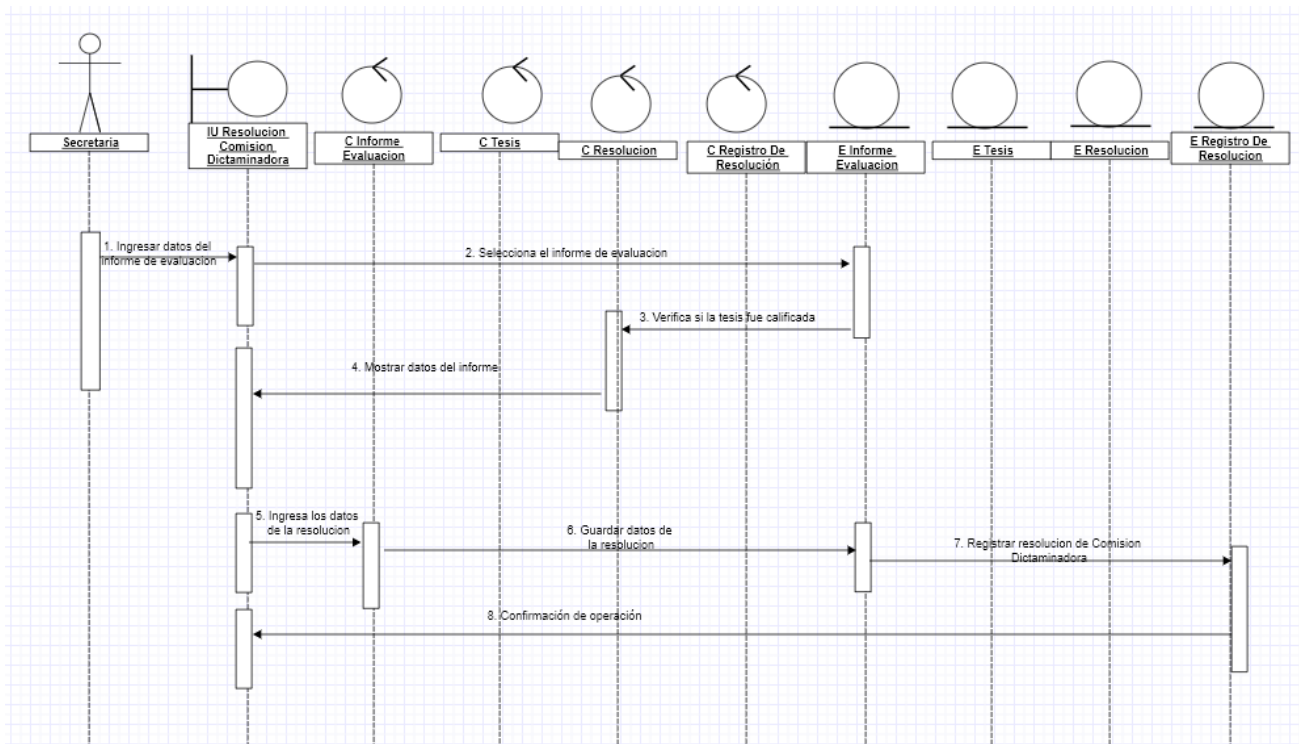 Secretaria
IU Resolucion
Comision
Dictaminadora
C Informe
Evaluacion
C Tesis
C Resolucion
C Registro De
Resolución
E Informe
Evaluacion
E Tesis
E Resolucion
E Registro De
Resolucion
1. Ingresar datos del
informe de evaluacion
2. Selecciona el informe de evaluacion
3. Verifica si la tesis fue calificada
4. Mostrar datos del informe
5. Ingresa los datos
de la resolucion
6. Guardar datos de
la resolucion
7. Registrar resolucion de Comision
Dictaminadora
8. Confirmación de operación